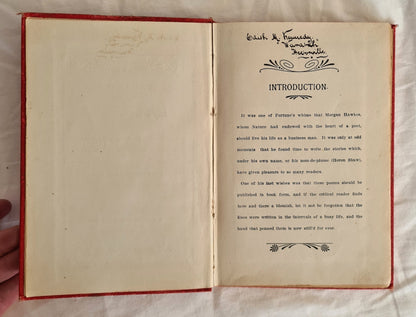 Edith M. Kennedy
INTRODUCTION.
It was one of Fortune's whims that Morgan Hawkes,
whom Nature had endowed with the heart of a poet,
should live his life as a business man. It was only at odd
moments that he found time to write the stories which,
under his own name, or his nom-de-plume (Heron Shaw)
have given pleasure to so many readers.
One of his last wishes was that these poems should be
published in book form. And if the critical reader finds
here and there a blemish, let it not be forgotten that the
lines were written in the intervals of a busy life, and the
hand that penned them is now still'd for ever.